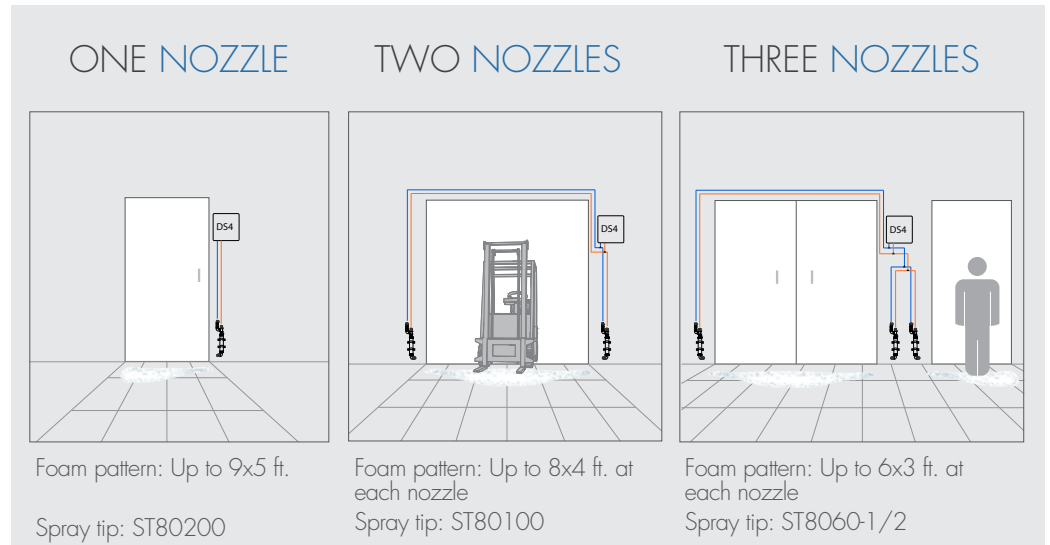 ONE NOZZLE
DS4
Foam pattern: Up to 9x5 ft.
Spray tip: ST80200
TWO NOZZLES
DS4
Foam pattern: Up to 8x4 ft. at
each nozzle
Spray tip: ST80100
THREE NOZZLES
DS4
Foam pattern: Up to 6x3 ft. at
each nozzle
Spray tip: ST8060-1/2